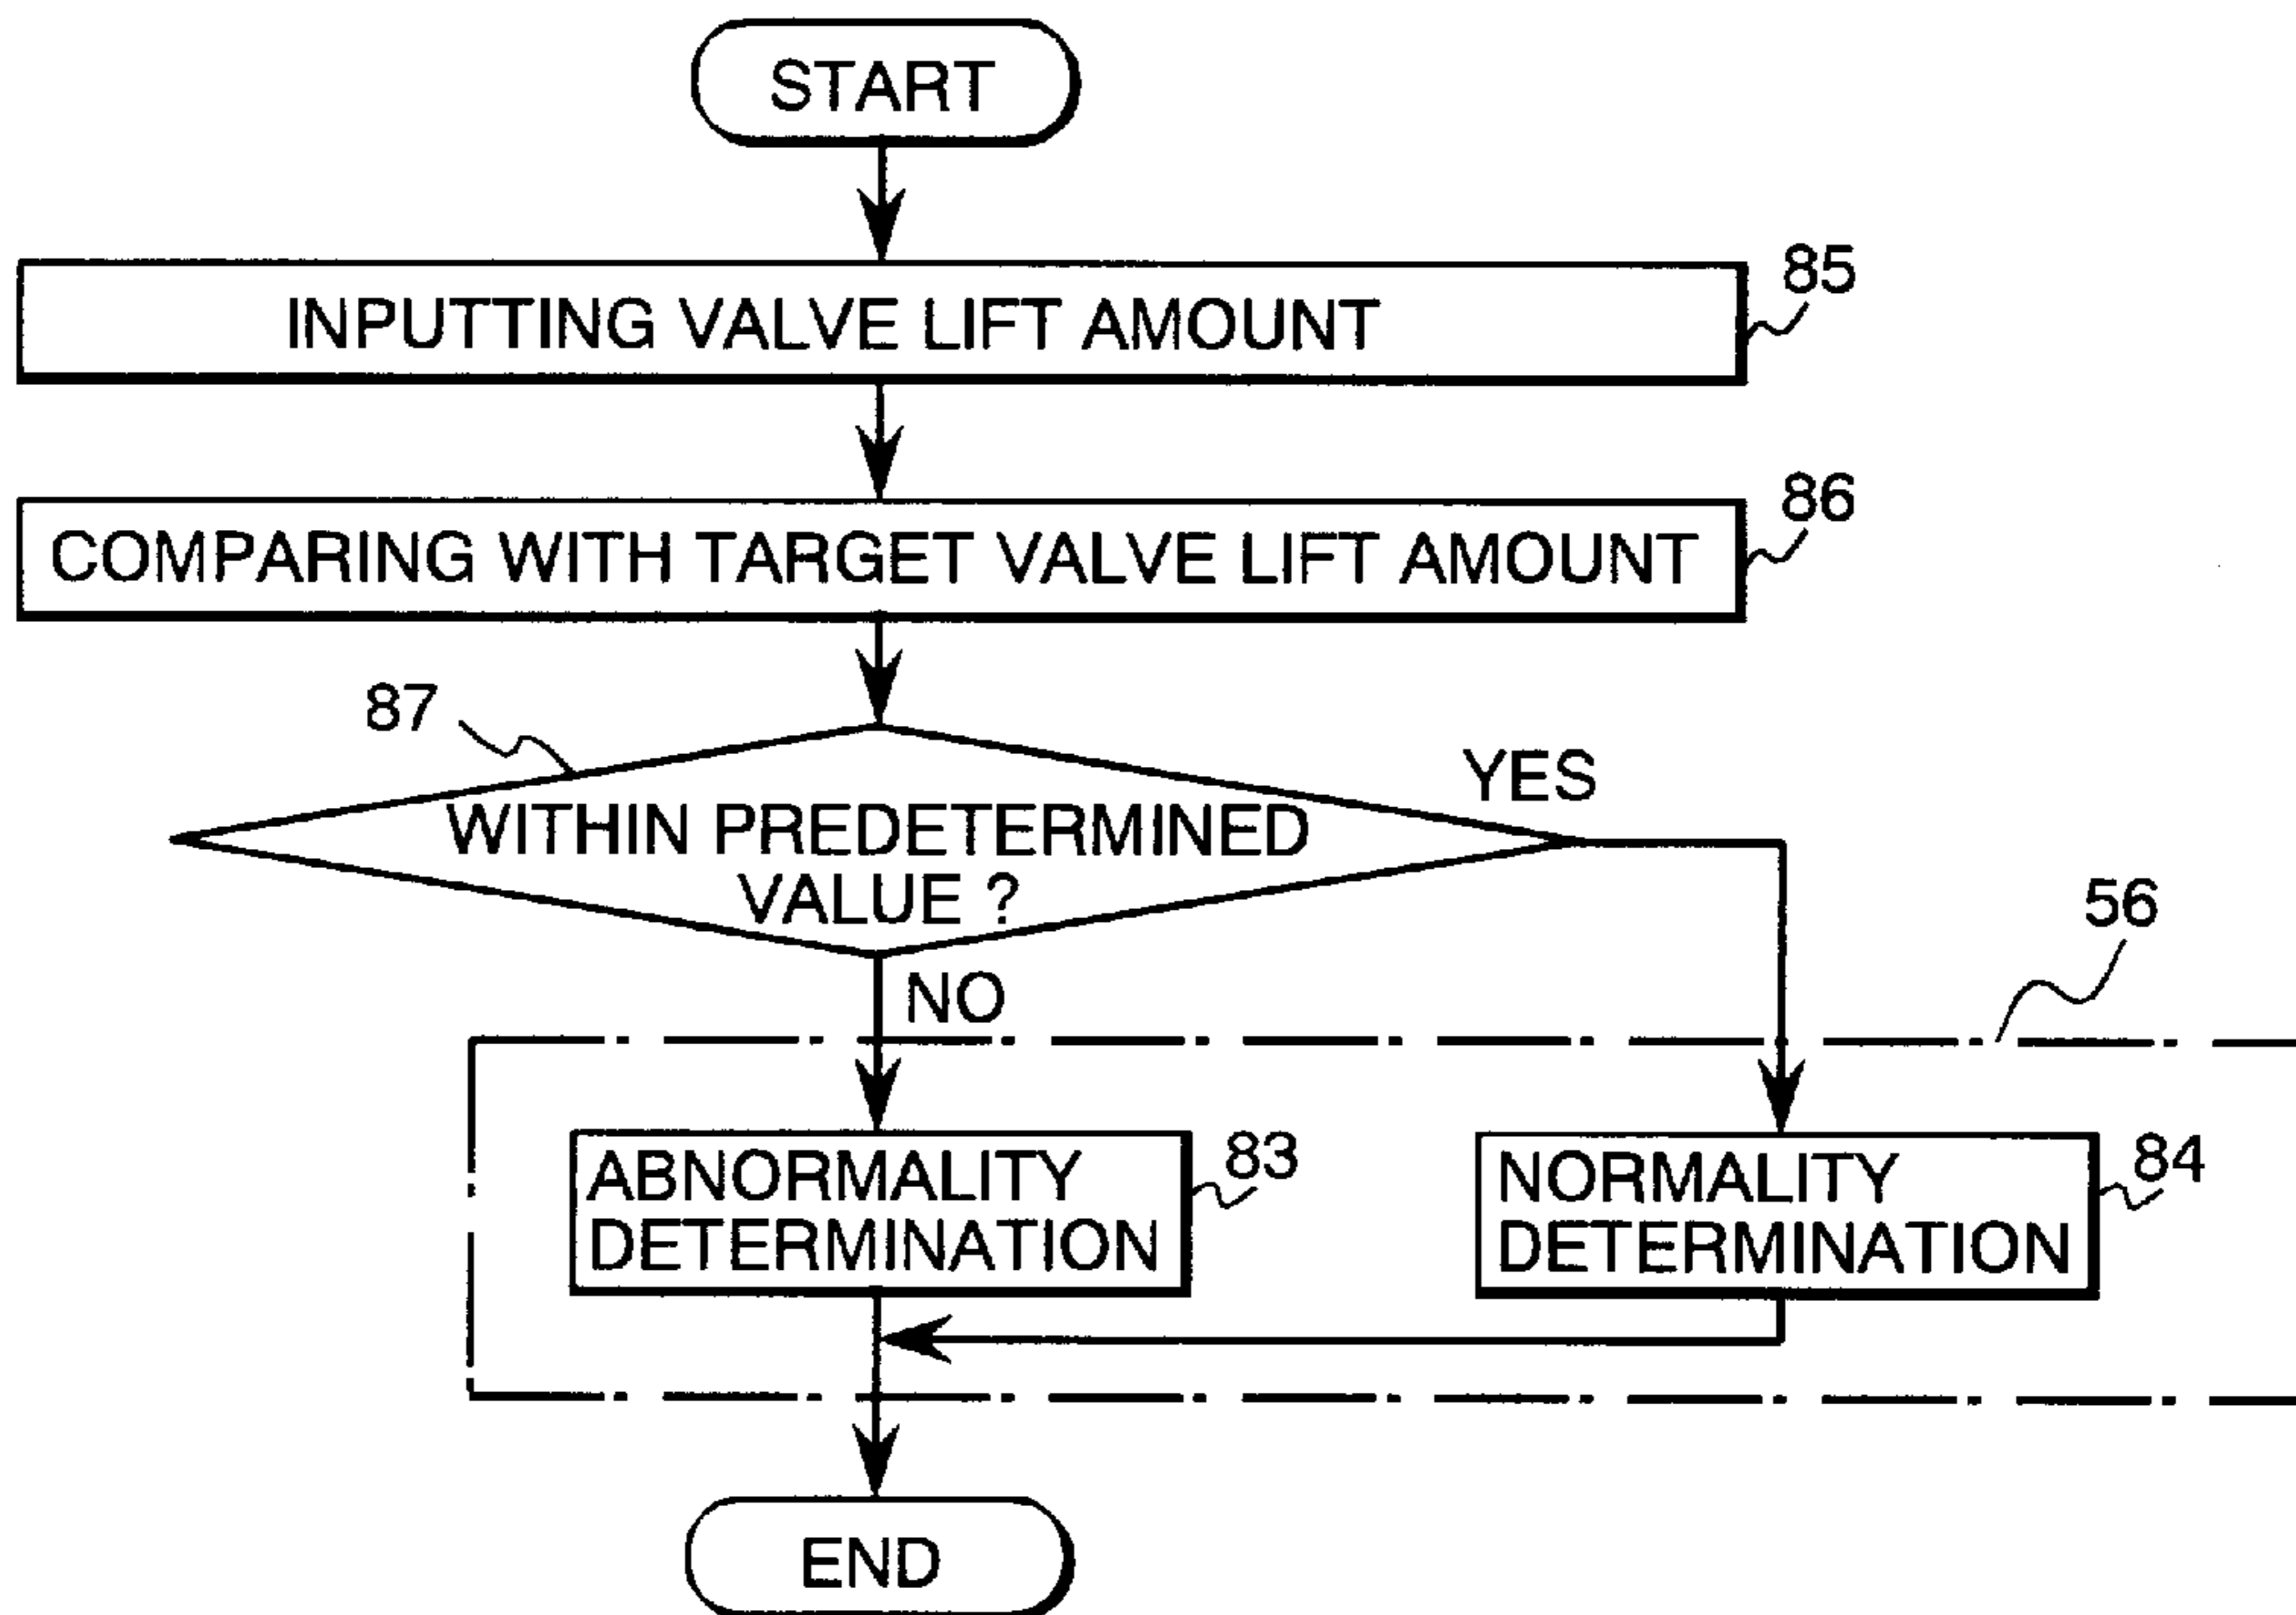 START
INPUTTING VALVE LIFT AMOUNT
85
COMPARING WITH TARGET VALVE LIFT AMOUNT
86
87
WITHIN PREDETERMINED
VALUE ?
YES
NO
56
ABNORMALITY
DETERMINATION
83
NORMALITY
DETERMINATION
84
END